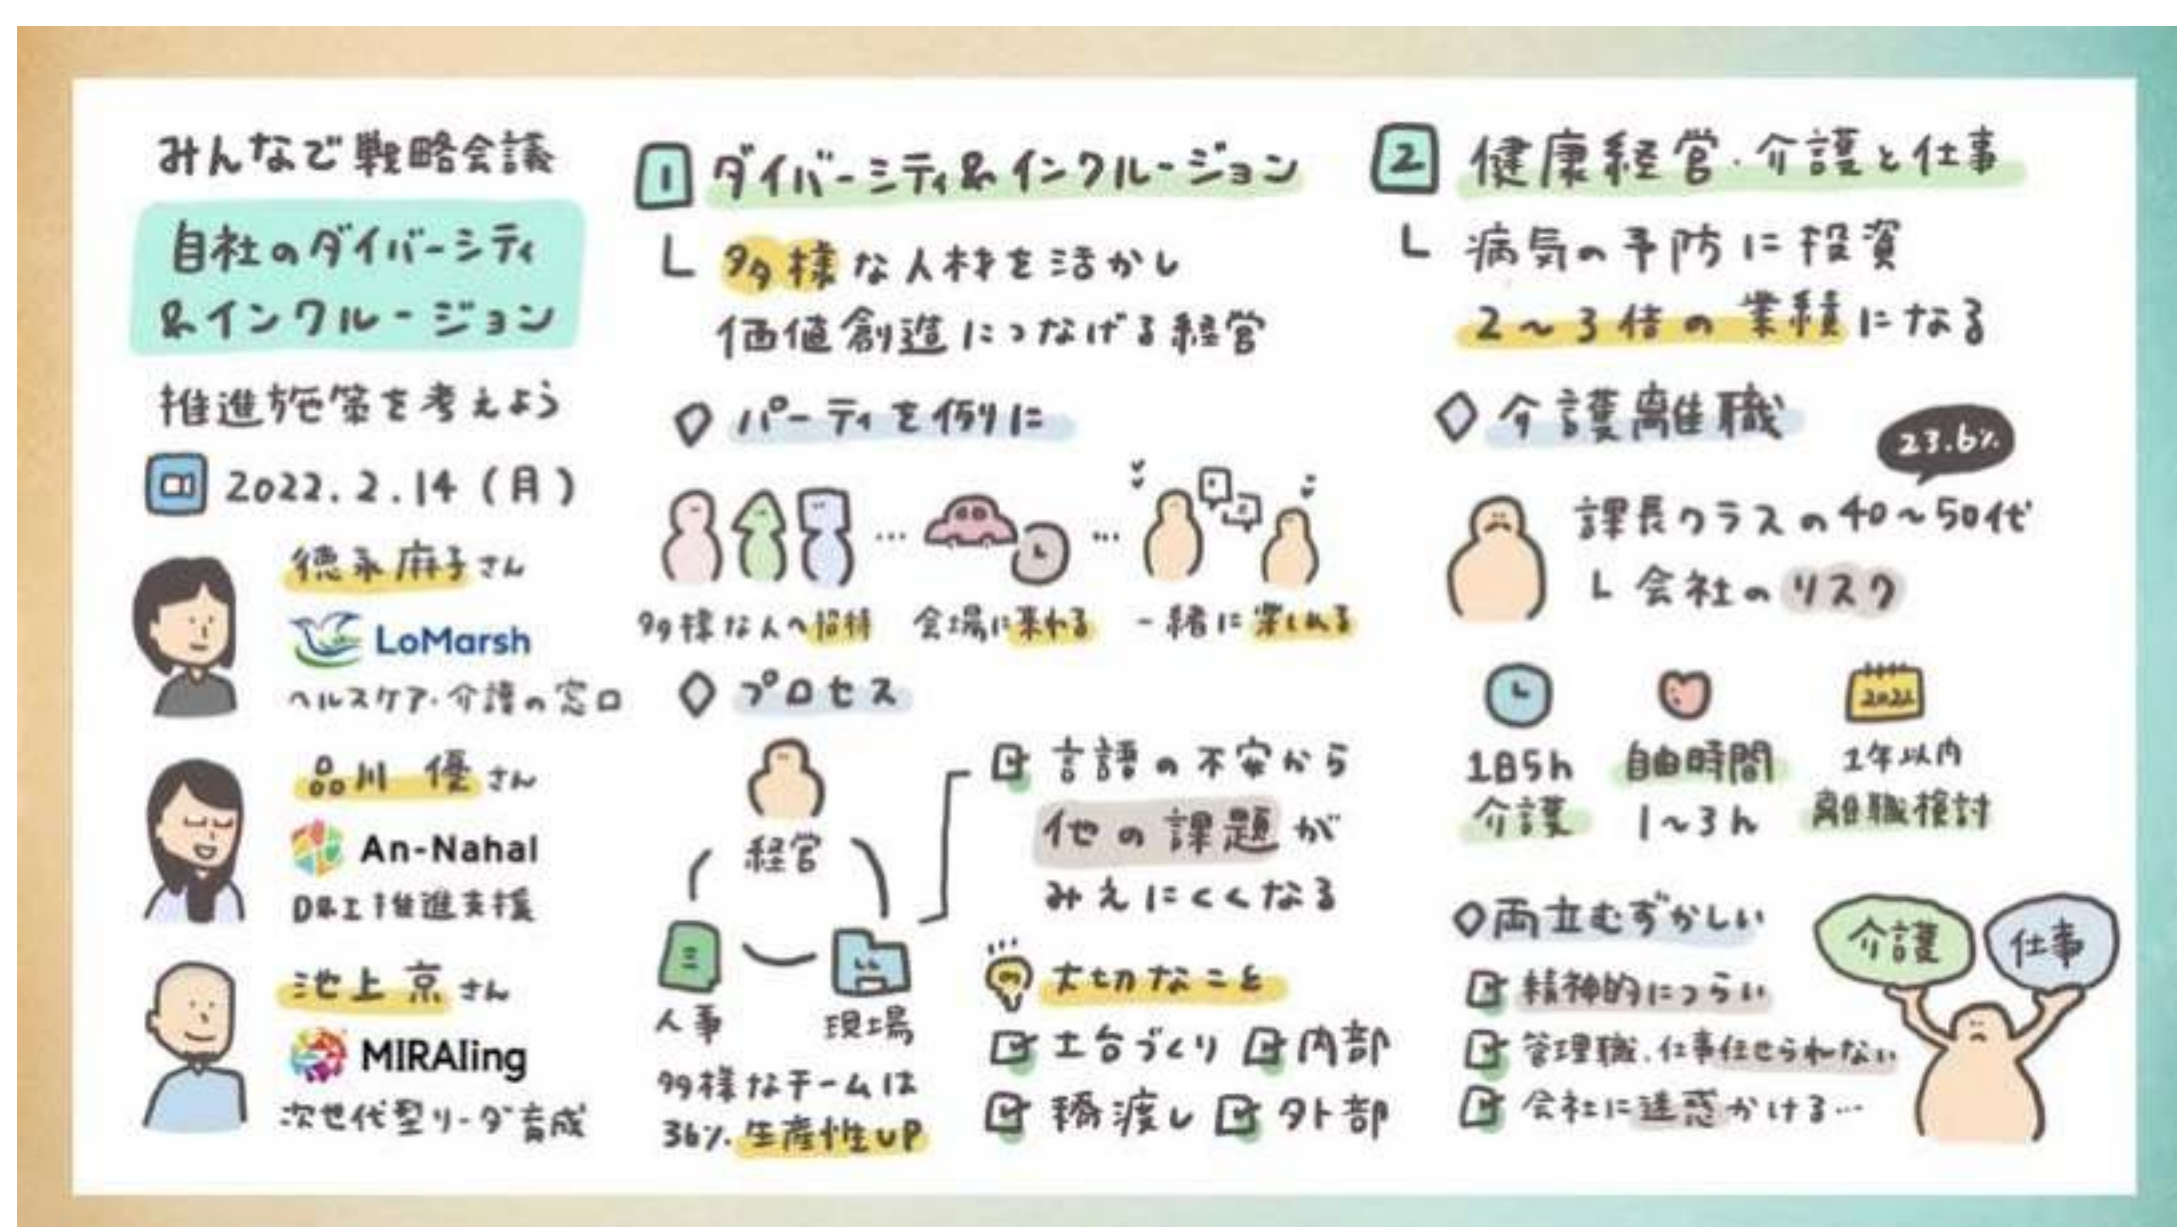 みんなで戦略会議
自社のダイバーシティ
&インクルージョン
推進施策を考えよう
2022.2.14(月)
徳永麻子さん
LoMarsh
ヘルスケア・介護の窓口
品川 優さん
An-Nahal
D&I推進支援
池上 京さん
MIRAIing
次世代型リーダ育成
1 ダイバーシティ&インクルージョン
多様な人材を活かし
価値創造につなげる経営
パーティを例に
多様な人へ招待
会場に来れる
一緒に楽しめる
プロセス
経営
人事
現場
多様なチームは
36% 生産性UP
言語の不安から
他の課題が
みえにくくなる
大切なこと
土台づくり 内部
橋渡し 外部
2 健康経営・介護と仕事
病気の予防に投資
2〜3倍の業績になる
介護離職
23.6%
課長クラスの40〜50代
会社のリスク
2022
1日5h
介護
自由時間
1〜3h
1年以内
離職検討
両立むずかしい
精神的につらい
管理職、仕事任せられない
会社に迷惑かける…
介護
仕事